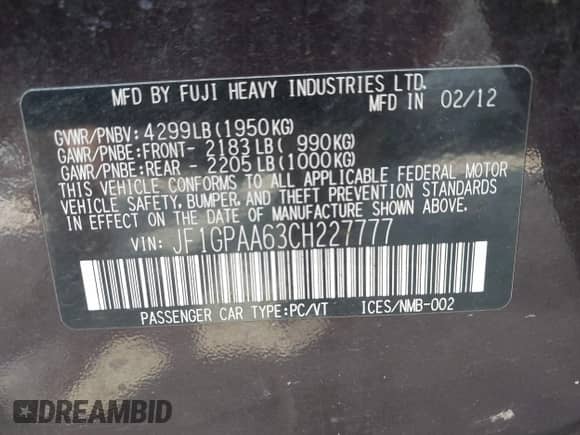 MFD BY FUJI HEAVY INDUSTRIES LTD.
MFD IN 02/12
GVWR/PNBV: 4299LB(1950KG)
GAWR/PNBE:FRONT- 2183LB( 990KG)
GAWR/PNBE:REAR - 2205LB(1000KG)
THIS VEHICLE CONFORMS TO ALL APPLICABLE FEDERAL MOTOR
VEHICLE SAFETY, BUMPER, AND THEFT PREVENTION STANDARDS
IN EFFECT ON THE DATE OF MANUFACTURE SHOWN ABOVE.
VIN: JF1GPAA63CH227777
PASSENGER CAR TYPE:PC/VT ICES/NMB-002
DREAMBID